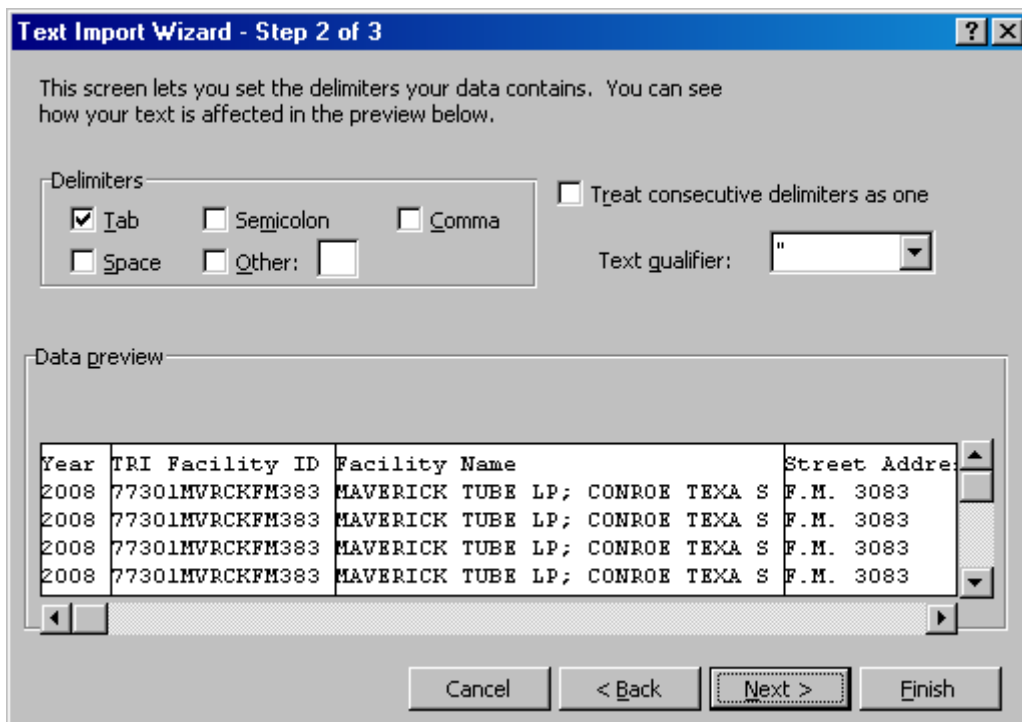 Text Import Wizard - Step 2 of 3
This screen lets you set the delimiters your data contains. You can see
how your text is affected in the preview below.
Delimiters
Tab Semicolon Comma
Space Other:
Treat consecutive delimiters as one
Text qualifier: "
Data preview
Year TRI Facility ID Facility Name Street Addre
2008 77301MVRCKFM383 MAVERICK TUBE LP; CONROE TEXA S F.M. 3083
2008 77301MVRCKFM383 MAVERICK TUBE LP; CONROE TEXA S F.M. 3083
2008 77301MVRCKFM383 MAVERICK TUBE LP; CONROE TEXA S F.M. 3083
2008 77301MVRCKFM383 MAVERICK TUBE LP; CONROE TEXA S F.M. 3083
Cancel < Back Next > Finish